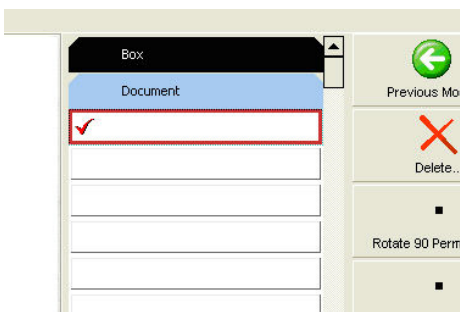 Box
Document
Previous Mo
Delete..
Rotate 90 Perm